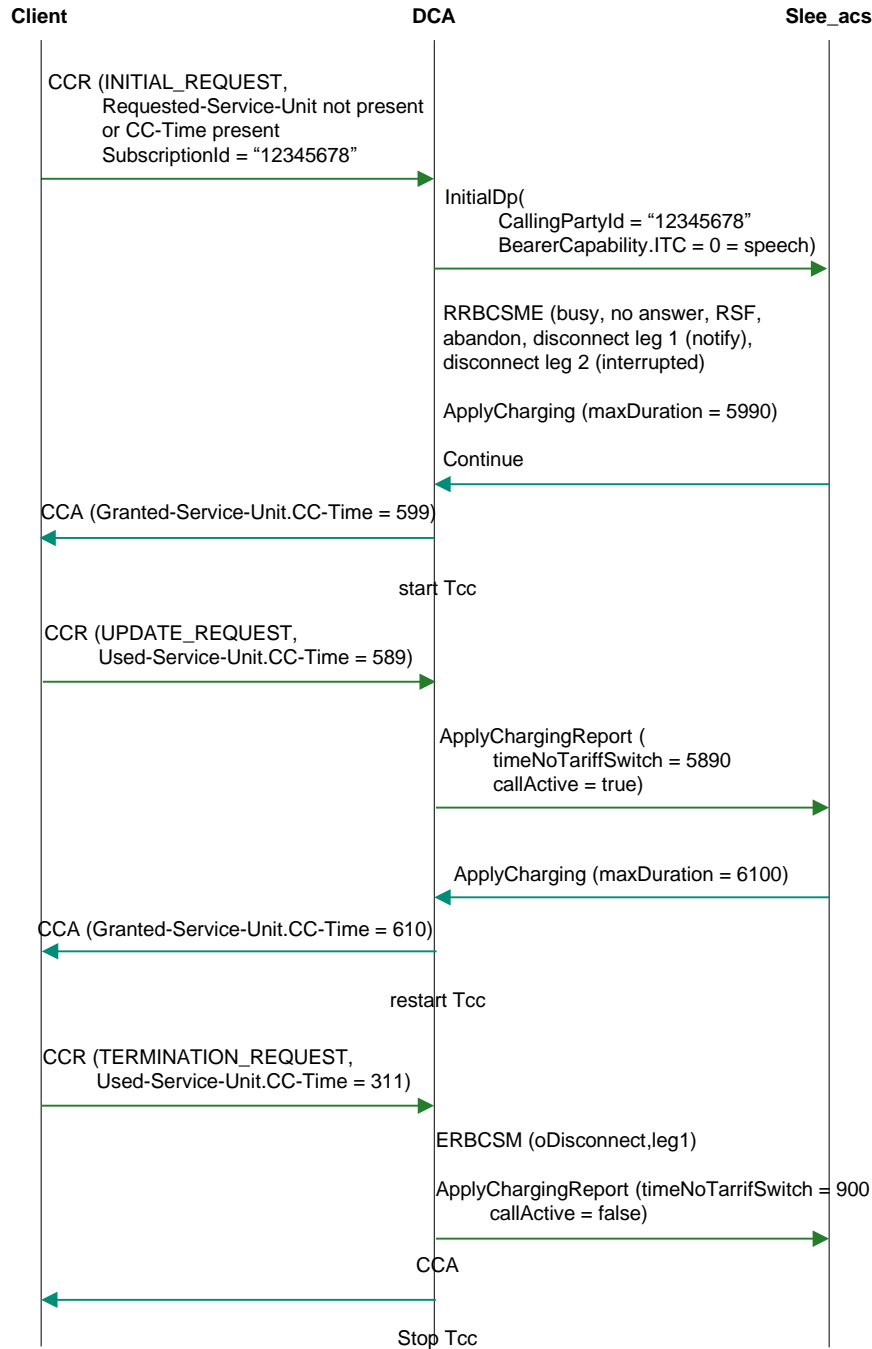 Client DCA Slee_acs
CCR (INITIAL_REQUEST,
Requested-Service-Unit not present
or CC-Time present
SubscriptionId = “12345678”
InitialDp(
CallingPartyId = “12345678”
BearerCapability.ITC = 0 = speech)
RRBCSME (busy, no answer, RSF,
abandon, disconnect leg 1 (notify),
disconnect leg 2 (interrupted)
ApplyCharging (maxDuration = 5990)
Continue
CCA (Granted-Service-Unit.CC-Time = 599)
start Tcc
CCR (UPDATE_REQUEST,
Used-Service-Unit.CC-Time = 589)
ApplyChargingReport (
timeNoTariffSwitch = 5890
callActive = true)
ApplyCharging (maxDuration = 6100)
CCA (Granted-Service-Unit.CC-Time = 610)
restart Tcc
CCR (TERMINATION_REQUEST,
Used-Service-Unit.CC-Time = 311)
ERBCSM (oDisconnect,leg1)
ApplyChargingReport (timeNoTarrifSwitch = 900
callActive = false)
CCA
Stop Tcc